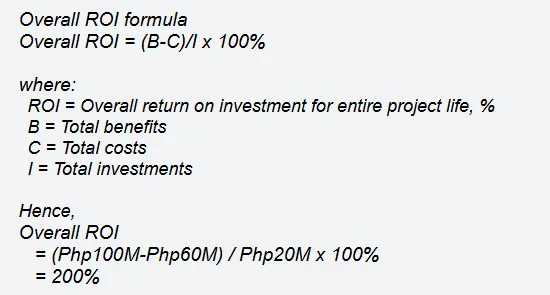 Overall ROI formula
Overall ROI = (B-C)/I x 100%
where:
ROI = Overall return on investment for entire project life, %
B = Total benefits
C = Total costs
I = Total investments
Hence,
Overall ROI
= (Php100M-Php60M) / Php20M x 100%
= 200%